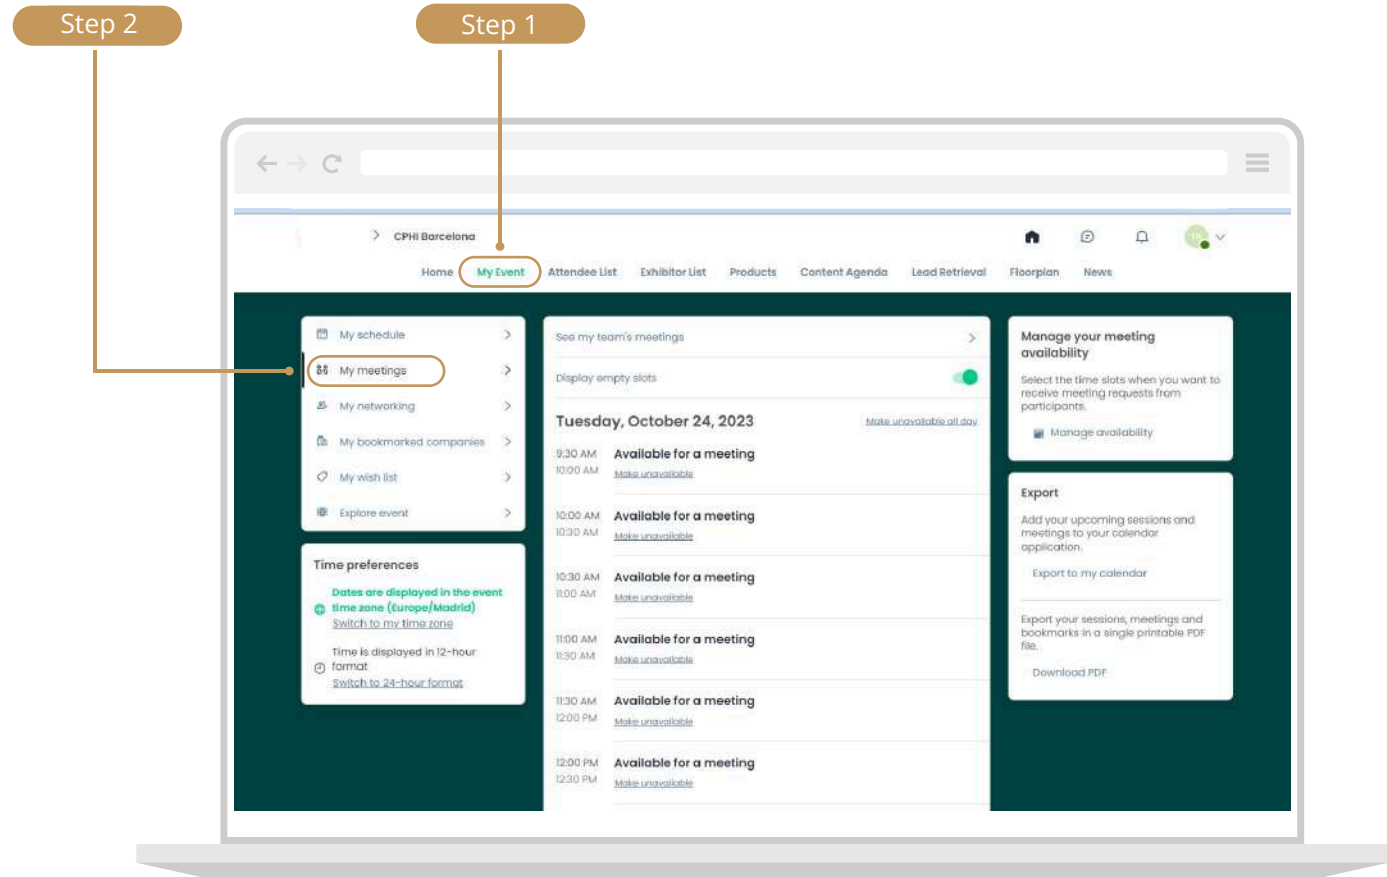 Step 2
Step 1
CPHI Barcelona
Home My Event Attendee List Exhibitor List Products Content Agenda Lead Retrieval Floorplan News
My schedule
My meetings
My networking
My bookmarked companies
My wish list
Explore event
Time preferences
Dates are displayed in the event
time zone (Europe/Madrid)
Switch to my time zone
Time is displayed in 12-hour
format
Switch to 24-hour format
See my team's meetings
Display empty slots
Tuesday, October 24, 2023 Make unavailable all day
9:30 AM Available for a meeting
10:00 AM Make unavailable
10:00 AM Available for a meeting
10:30 AM Make unavailable
10:30 AM Available for a meeting
11:00 AM Make unavailable
11:00 AM Available for a meeting
11:30 AM Make unavailable
11:30 AM Available for a meeting
12:00 PM Make unavailable
12:00 PM Available for a meeting
12:30 PM Make unavailable
Manage your meeting
availability
Select the time slots when you want to
receive meeting requests from
participants.
Manage availability
Export
Add your upcoming sessions and
meetings to your calendar
application.
Export to my calendar
Export your sessions, meetings and
bookmarks in a single printable PDF
file.
Download PDF